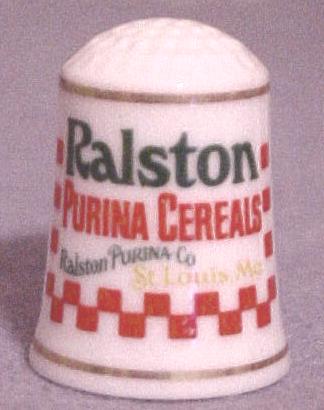 Ralston
PURINA CEREALS
Ralston PURINA CO
St Louis, Mo